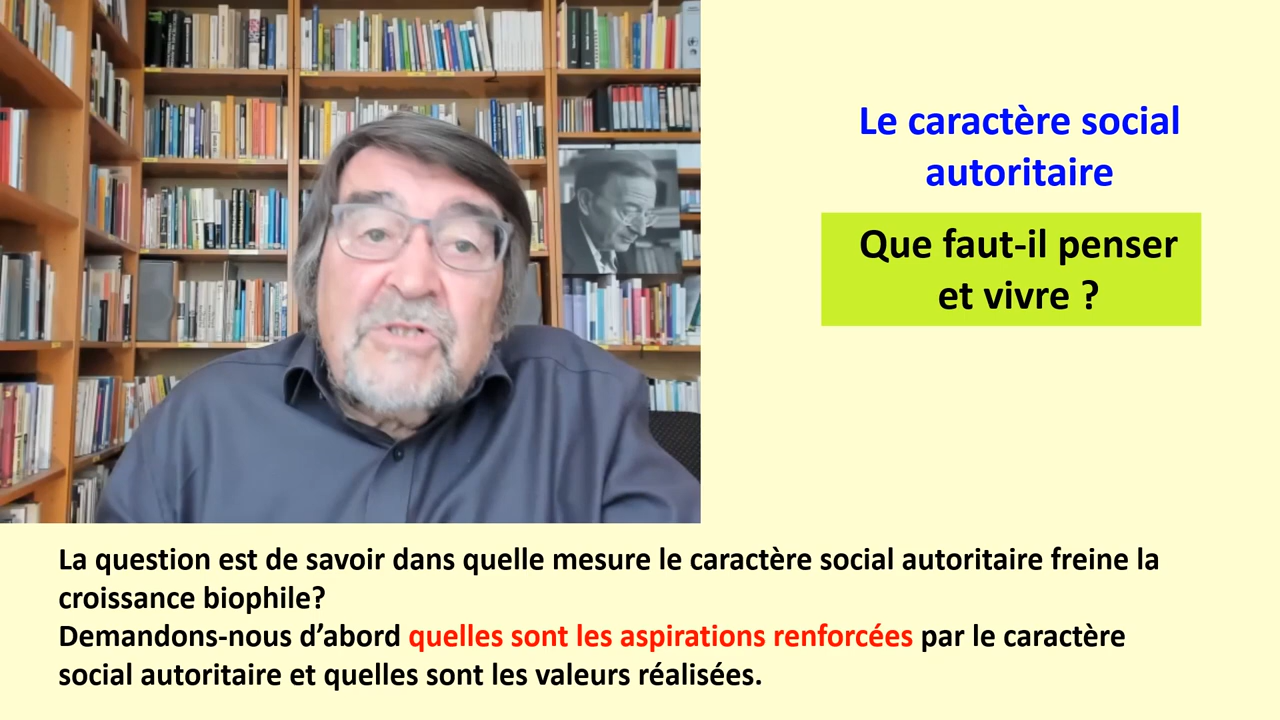 Le caractère social
autoritaire
Que faut-il penser
et vivre ?
La question est de savoir dans quelle mesure le caractère social autoritaire freine la
croissance biophile?
Demandons-nous d’abord quelles sont les aspirations renforcées par le caractère
social autoritaire et quelles sont les valeurs réalisées.